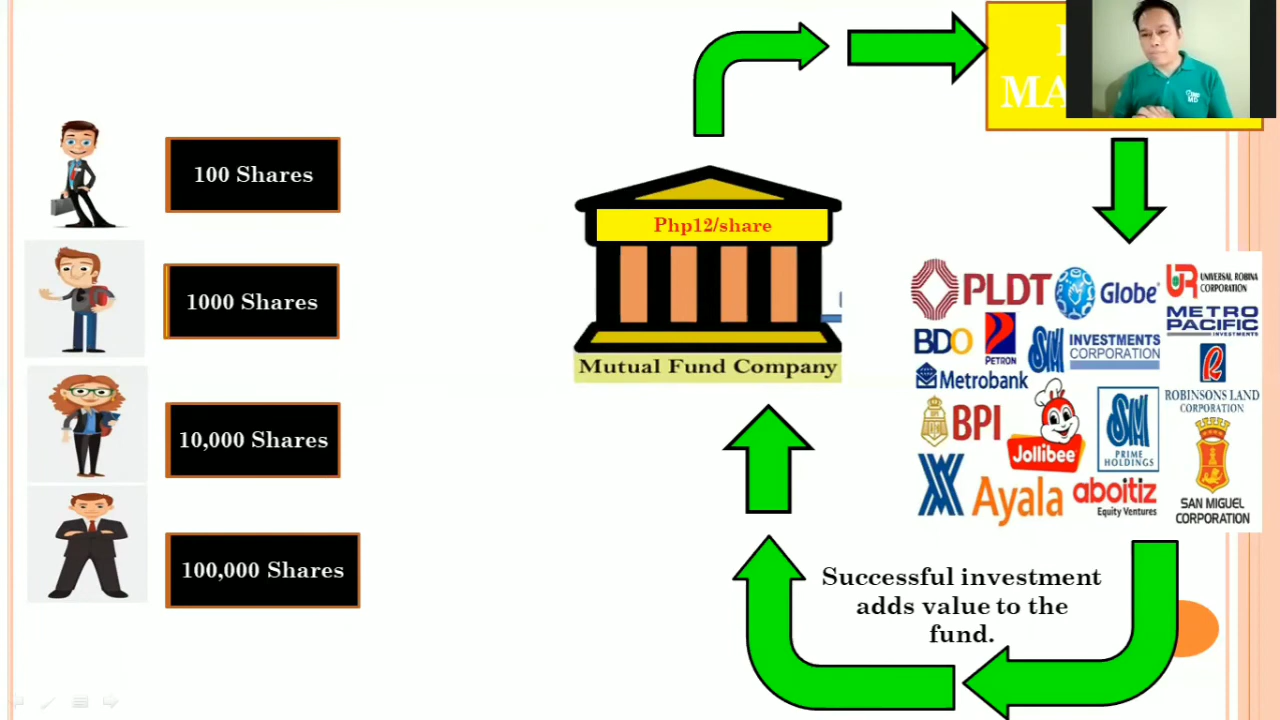 100 Shares
1000 Shares
10,000 Shares
100,000 Shares
Php12/share
Mutual Fund Company
PLDT
Globe
UNIVERSAL ROBINA
CORPORATION
BDO
PETRON
SM
INVESTMENTS
CORPORATION
METRO
PACIFIC
INVESTMENTS
Metrobank
R
ROBINSONS LAND
CORPORATION
BPI
Jollibee
SM
PRIME
HOLDINGS
Ayala
aboitiz
Equity Ventures
SAN MIGUEL
CORPORATION
Successful investment
adds value to the
fund.